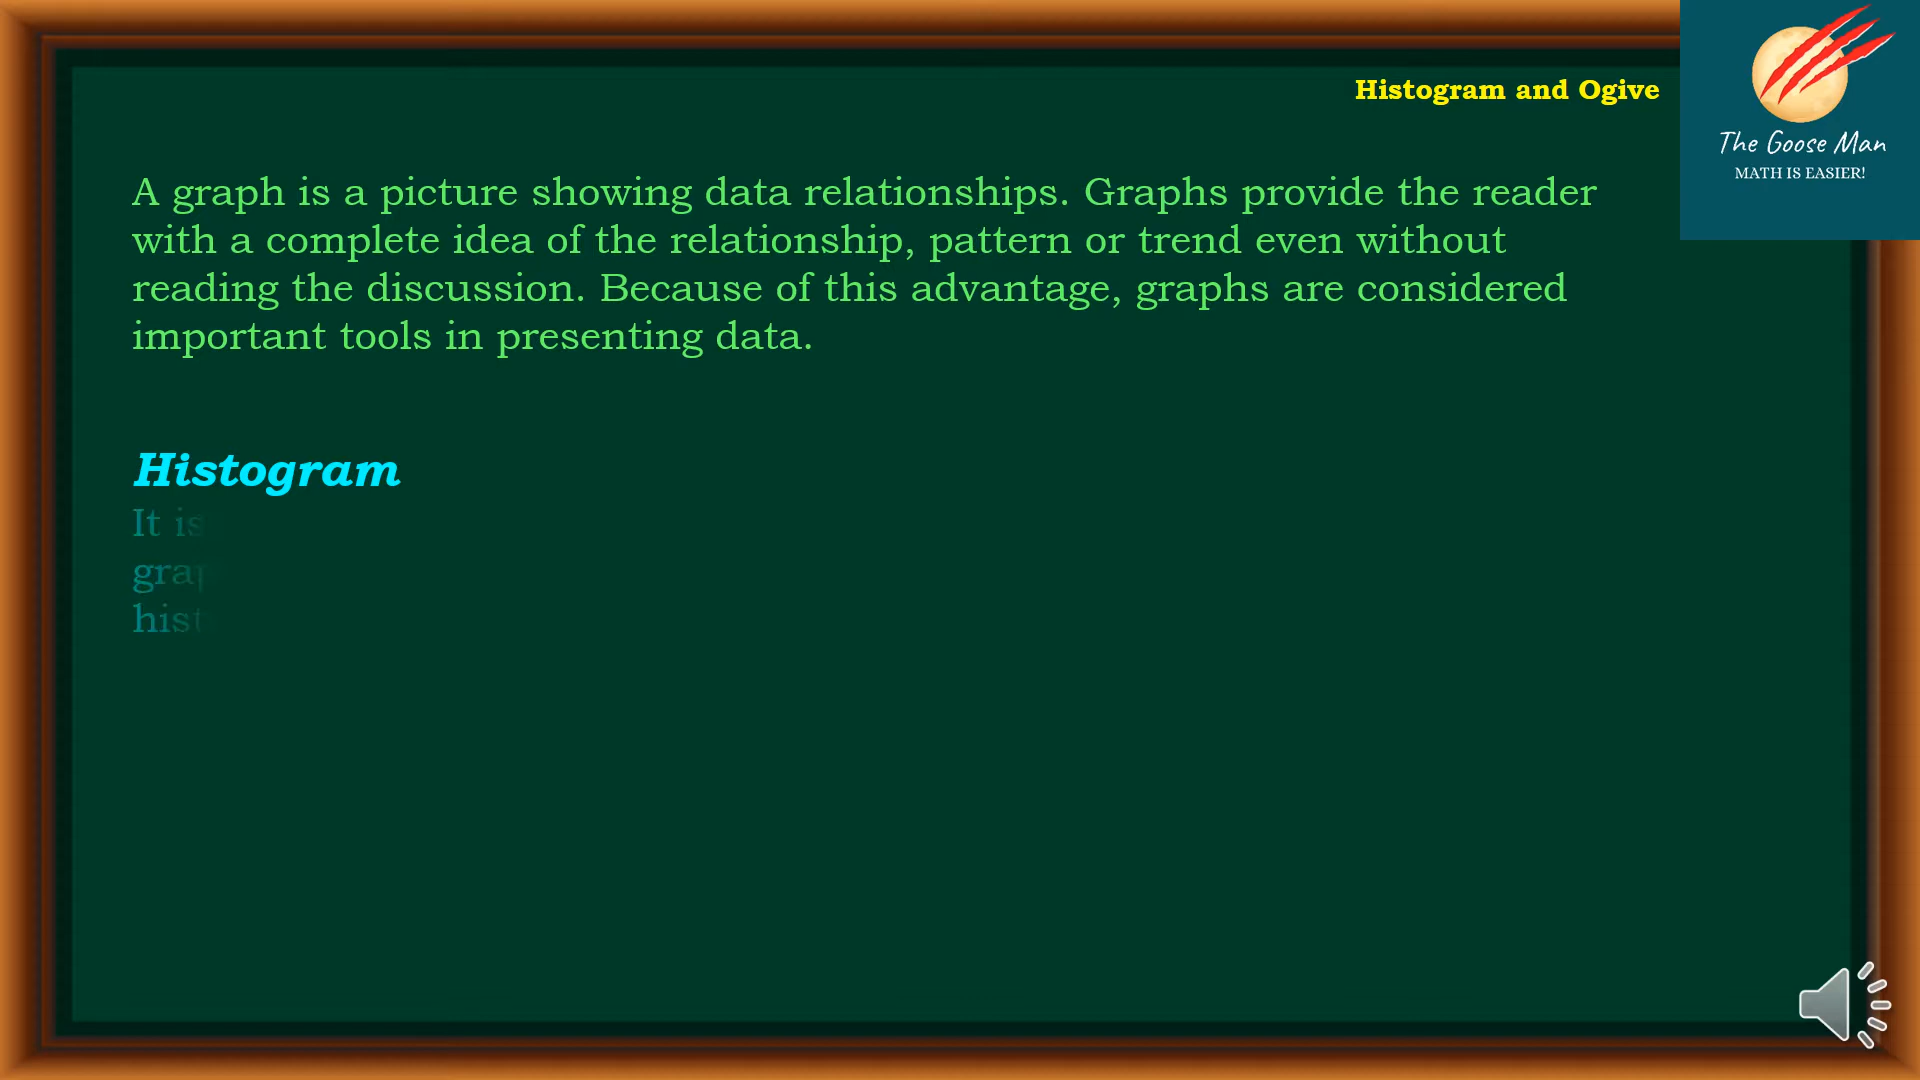 Histogram and Ogive
The Goose Man
MATH IS EASIER!
A graph is a picture showing data relationships. Graphs provide the reader
with a complete idea of the relationship, pattern or trend even without
reading the discussion. Because of this advantage, graphs are considered
important tools in presenting data.
Histogram
It is